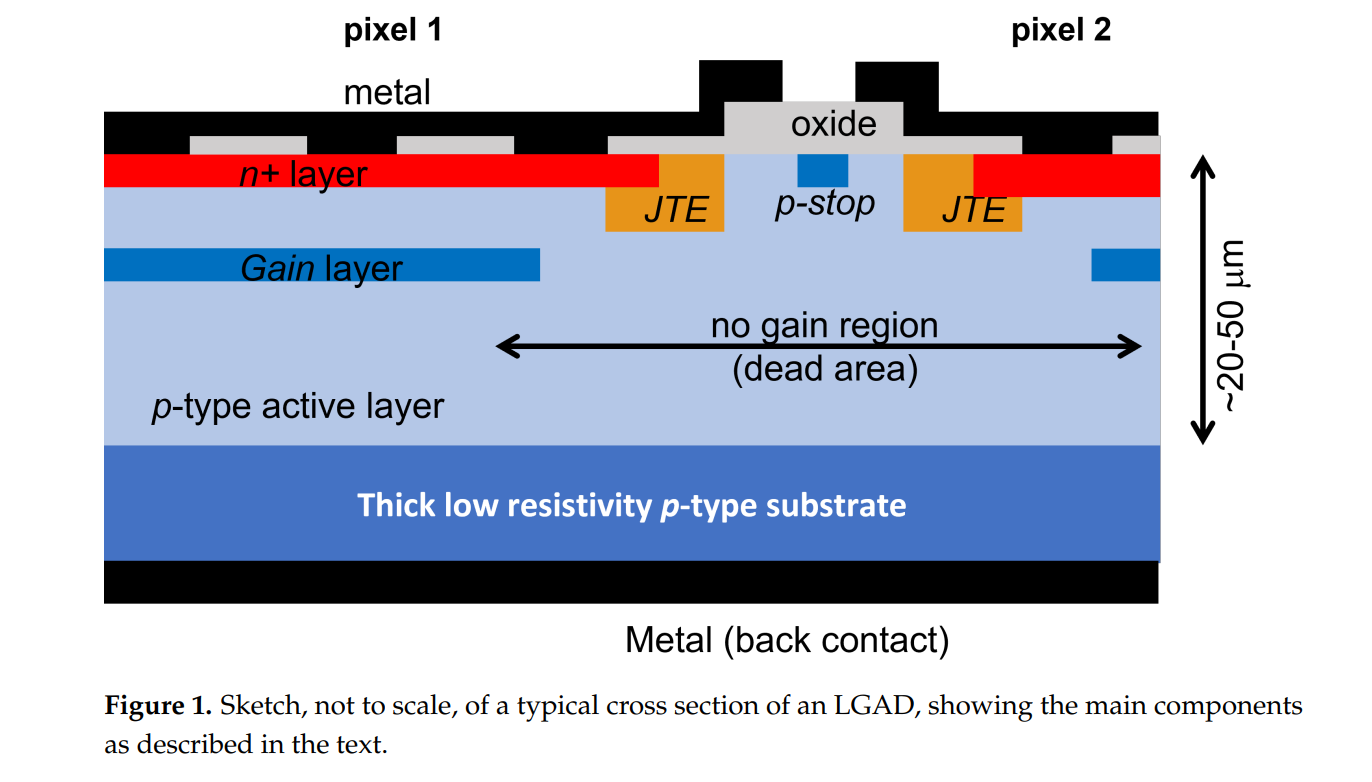 pixel 1
pixel 2
metal
oxide
n+ layer
JTE
p-stop
JTE
Gain layer
no gain region
(dead area)
~20-50 μm
p-type active layer
Thick low resistivity p-type substrate
Metal (back contact)
Figure 1. Sketch, not to scale, of a typical cross section of an LGAD, showing the main components
as described in the text.